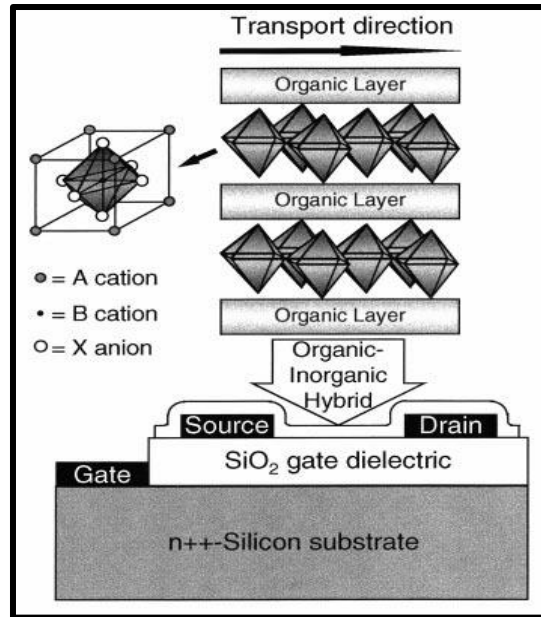 Transport direction
Organic Layer
Organic Layer
Organic Layer
= A cation
= B cation
= X anion
Organic-
Inorganic
Hybrid
Source
Drain
SiO₂ gate dielectric
Gate
n++-Silicon substrate